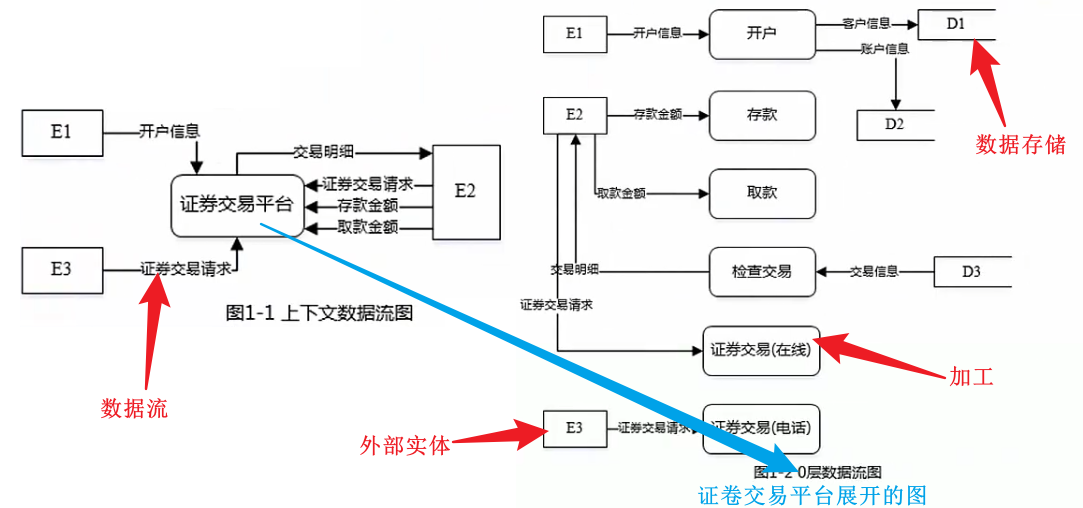 E1
开户信息
交易明细
证券交易请求
存款金额
取款金额
E2
证券交易平台
E3
证券交易请求
图1-1 上下文数据流图
数据流
E1
开户信息
开户
客户信息
D1
账户信息
D2
数据存储
E2
存款金额
存款
取款金额
取款
交易明细
检查交易
交易信息
D3
证券交易请求
证券交易(在线)
加工
外部实体
E3
证券交易请求
证券交易(电话)
图1-2 0层数据流图
证卷交易平台展开的图